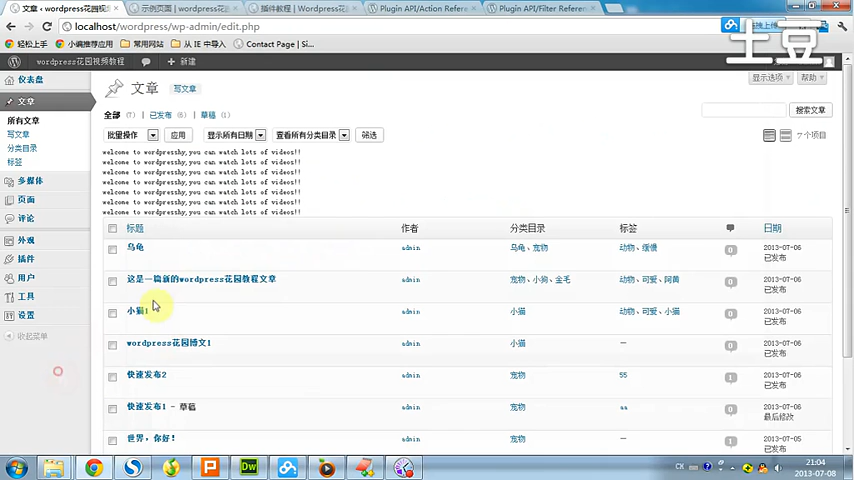 文章 ‹ wordpress花园视
示例页面 | wordpress花
插件教程 | Wordpress花
Plugin API/Action Refere
Plugin API/Filter Referen
localhost/wordpress/wp-admin/edit.php
轻松上手 小编推荐应用 常用网站 从 IE 中导入 Contact Page | Si...
土豆
wordpress花园视频教程 新建
仪表盘
文章
所有文章
写文章
分类目录
标签
多媒体
页面
评论
外观
插件
用户
工具
设置
收起菜单
文章 写文章
显示选项 帮助
全部 (7) | 已发布 (6) | 草稿 (1)
搜索文章
批量操作 应用 显示所有日期 查看所有分类目录 筛选 7个项目
welcome to wordpresshy,you can watch lots of videos!!
welcome to wordpresshy,you can watch lots of videos!!
welcome to wordpresshy,you can watch lots of videos!!
welcome to wordpresshy,you can watch lots of videos!!
welcome to wordpresshy,you can watch lots of videos!!
welcome to wordpresshy,you can watch lots of videos!!
welcome to wordpresshy,you can watch lots of videos!!
标题 作者 分类目录 标签 日期
乌龟 admin 乌龟、宠物 动物、缓慢 0 2013-07-06
已发布
这是一篇新的wordpress花园教程文章 admin 宠物、小狗、金毛 动物、可爱、阿黄 0 2013-07-06
已发布
小猫1 admin 小猫 动物、可爱、小猫 0 2013-07-06
已发布
wordpress花园博文1 admin 小猫 — 0 2013-07-06
已发布
快速发布2 admin 宠物 55 1 2013-07-06
已发布
快速发布1 - 草稿 admin 宠物 aa 0 2013-07-06
最后修改
世界，你好！ admin 宠物 — 1 2013-07-05
已发布
CK
21:04
2013-07-08